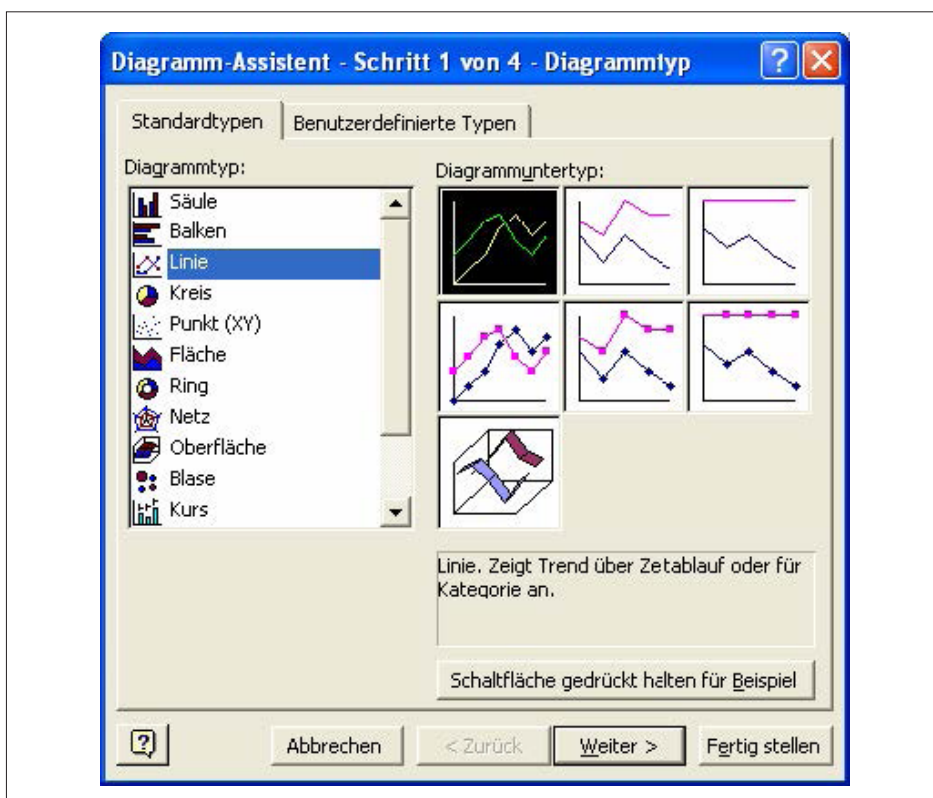 Diagramm-Assistent - Schritt 1 von 4 - Diagrammtyp
Standardtypen
Benutzerdefinierte Typen
Diagrammtyp:
Säule
Balken
Linie
Kreis
Punkt (XY)
Fläche
Ring
Netz
Oberfläche
Blase
Kurs
Diagrammuntertyp:
Linie. Zeigt Trend über Zetablauf oder für
Kategorie an.
Schaltfläche gedrückt halten für Beispiel
Abbrechen
< Zurück
Weiter >
Fertig stellen